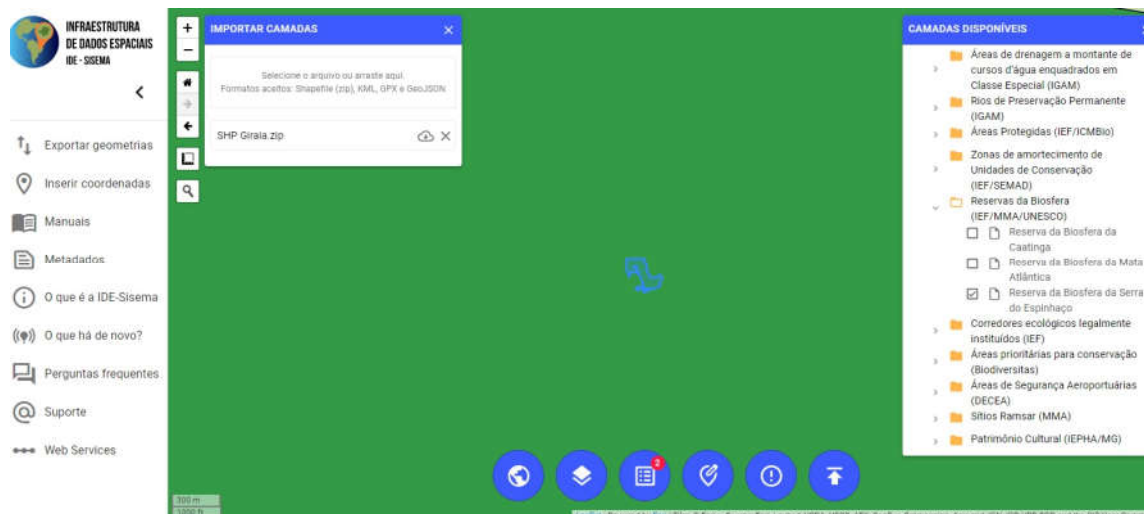 INFRAESTRUTURA
DE DADOS ESPACIAIS
IDE - SISEMA
Exportar geometrias
Inserir coordenadas
Manuais
Metadados
O que é a IDE-Sisema
O que há de novo?
Perguntas frequentes
Suporte
Web Services
IMPORTAR CAMADAS
Selecione o arquivo ou arraste aqui.
Formatos aceitos: Shapefile (zip), KML, GPX e GeoJSON
SHP Giraia.zip
CAMADAS DISPONÍVEIS
Áreas de drenagem a montante de
cursos d'água enquadrados em
Classe Especial (IGAM)
Rios de Preservação Permanente
(IGAM)
Áreas Protegidas (IEF/ICMBio)
Zonas de amortecimento de
Unidades de Conservação
(IEF/SEMAD)
Reservas da Biosfera
(IEF/MMA/UNESCO)
Reserva da Biosfera da
Caatinga
Reserva da Biosfera da Mata
Atlântica
Reserva da Biosfera da Serra
do Espinhaço
Corredores ecológicos legalmente
instituídos (IEF)
Áreas prioritárias para conservação
(Biodiversitas)
Áreas de Segurança Aeroportuárias
(DECEA)
Sítios Ramsar (MMA)
Patrimônio Cultural (IEPHA/MG)
2
300 m
1000 ft